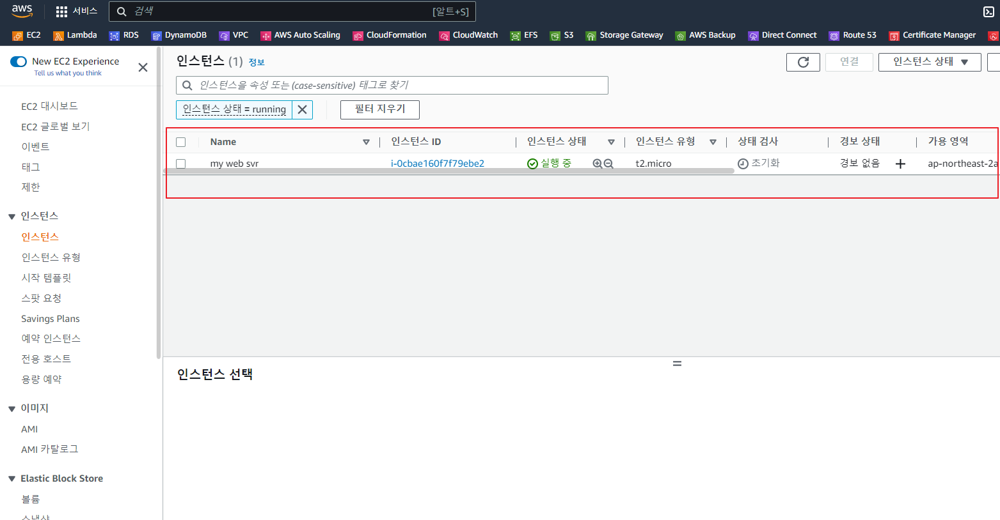 aws 서비스 검색 [알트+S]
EC2 Lambda RDS DynamoDB VPC AWS Auto Scaling CloudFormation CloudWatch EFS S3 Storage Gateway AWS Backup Direct Connect Route 53 Certificate Manager
New EC2 Experience
Tell us what you think
EC2 대시보드
EC2 글로벌 보기
이벤트
태그
제한
인스턴스
인스턴스
인스턴스 유형
시작 템플릿
스팟 요청
Savings Plans
예약 인스턴스
전용 호스트
용량 예약
이미지
AMI
AMI 카탈로그
Elastic Block Store
볼륨
스냅샷
인스턴스 (1) 정보
연결 인스턴스 상태
인스턴스을 속성 또는 (case-sensitive) 태그로 찾기
인스턴스 상태 = running 필터 지우기
Name 인스턴스 ID 인스턴스 상태 인스턴스 유형 상태 검사 경보 상태 가용 영역
my web svr i-0cbae160f7f79ebe2 실행 중 t2.micro 초기화 경보 없음 ap-northeast-2a
인스턴스 선택